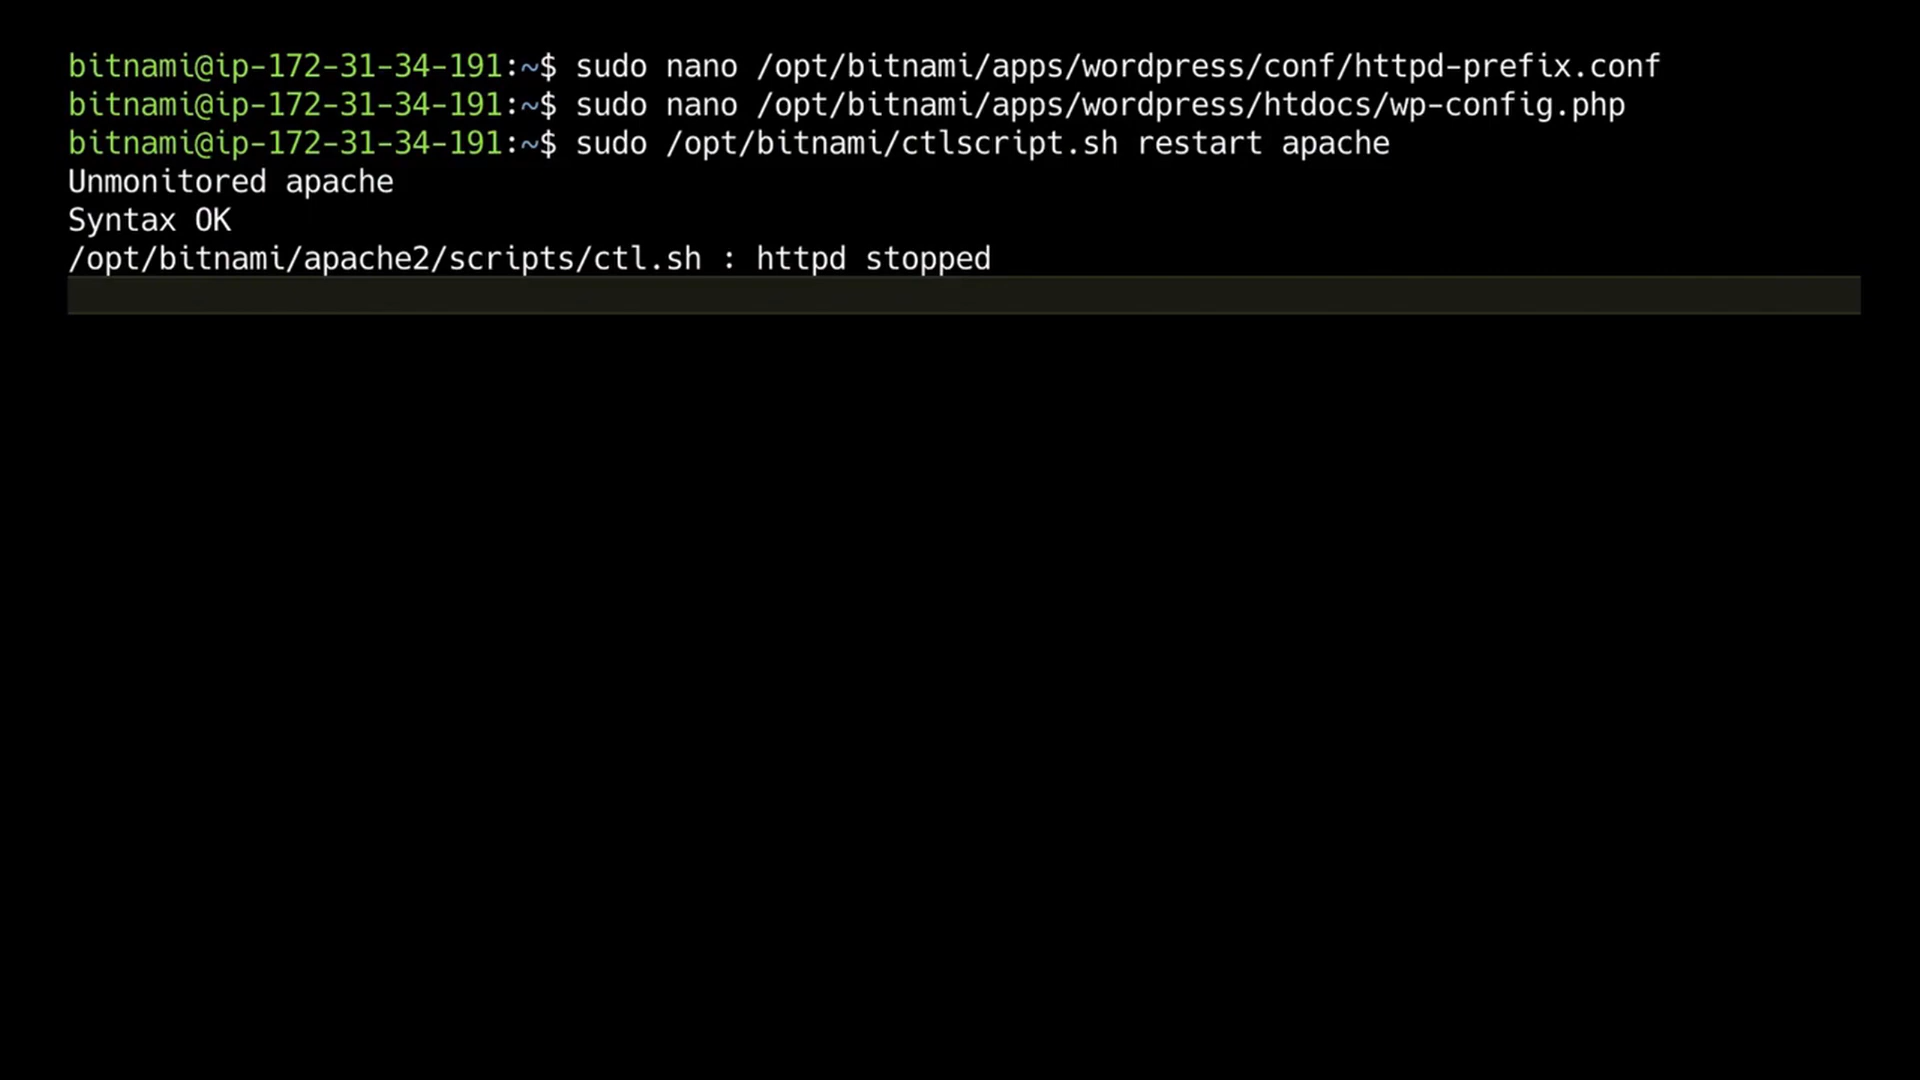 bitnami@ip-172-31-34-191:~$ sudo nano /opt/bitnami/apps/wordpress/conf/httpd-prefix.conf
bitnami@ip-172-31-34-191:~$ sudo nano /opt/bitnami/apps/wordpress/htdocs/wp-config.php
bitnami@ip-172-31-34-191:~$ sudo /opt/bitnami/ctlscript.sh restart apache
Unmonitored apache
Syntax OK
/opt/bitnami/apache2/scripts/ctl.sh : httpd stopped